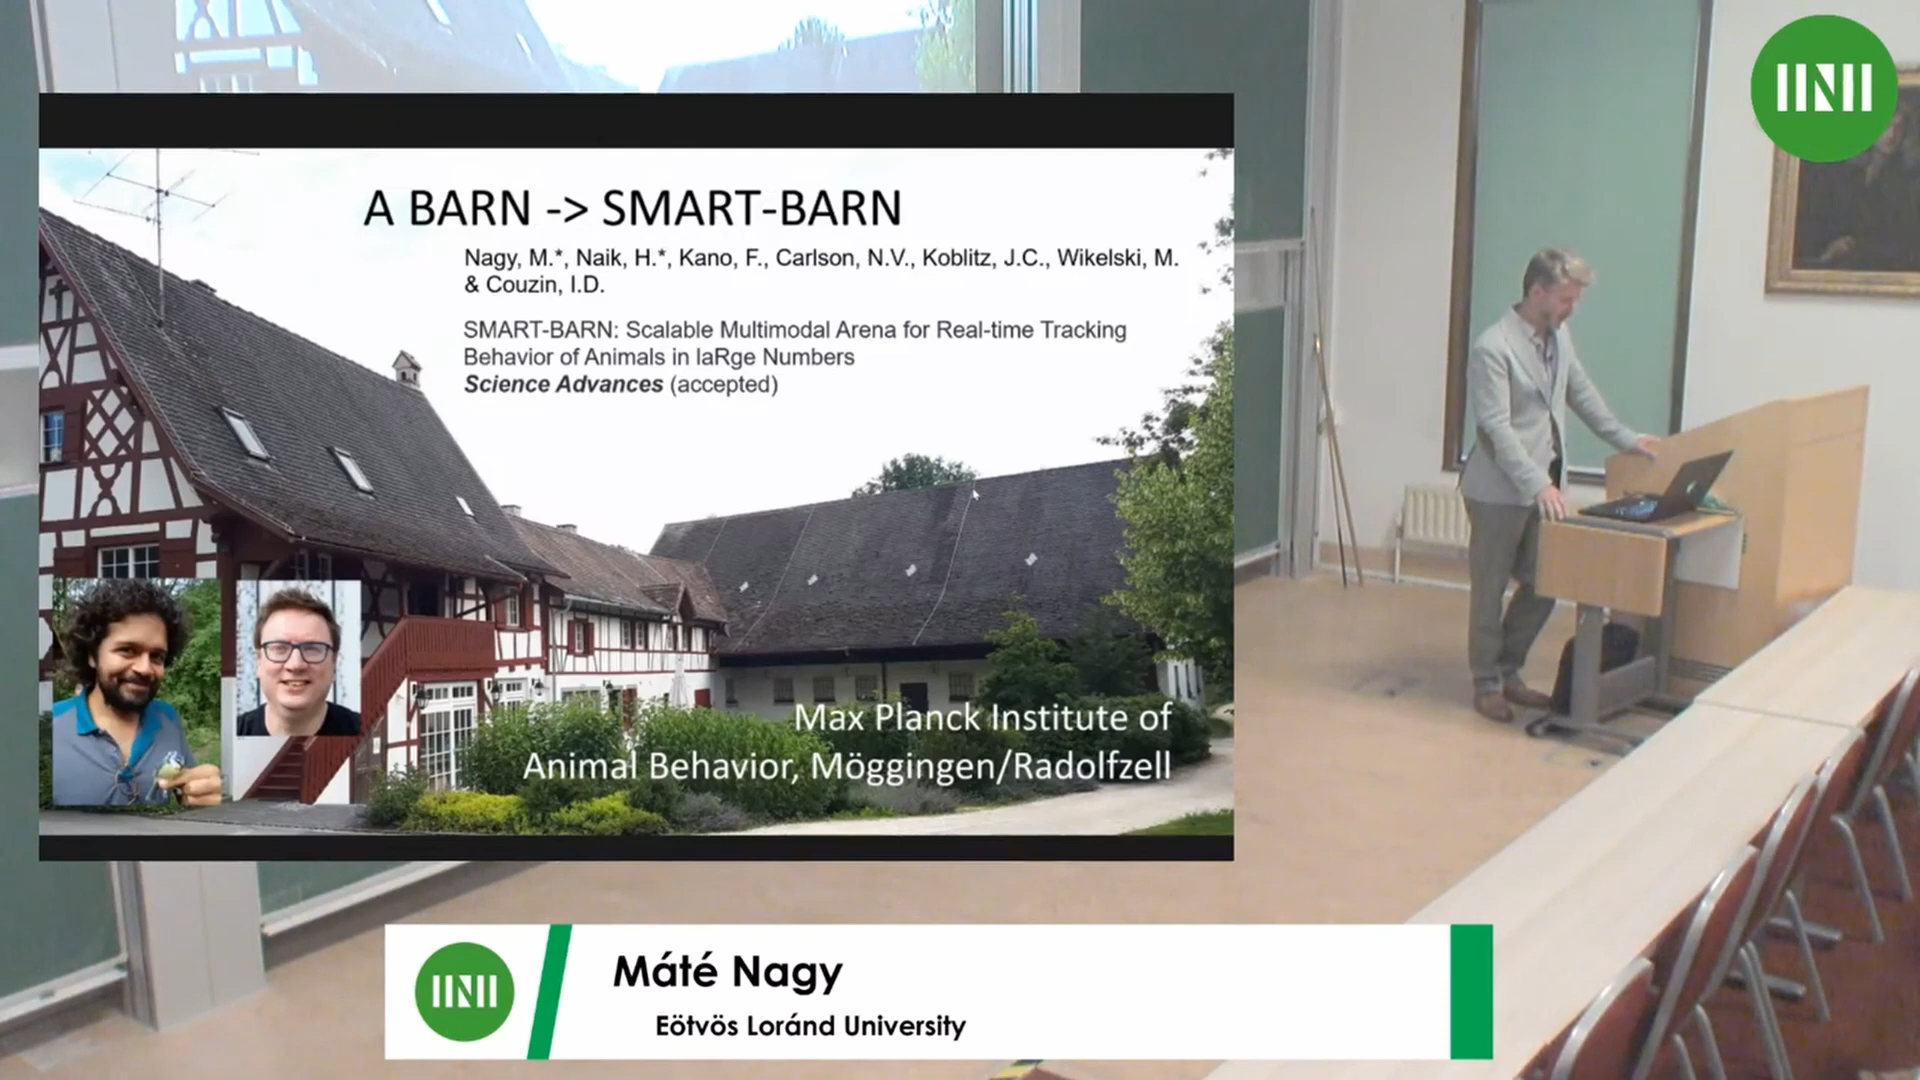 A BARN -> SMART-BARN
Nagy, M.*, Naik, H.*, Kano, F., Carlson, N.V., Koblitz, J.C., Wikelski, M.
& Couzin, I.D.
SMART-BARN: Scalable Multimodal Arena for Real-time Tracking
Behavior of Animals in laRge Numbers
Science Advances (accepted)
Max Planck Institute of
Animal Behavior, Möggingen/Radolfzell
Máté Nagy
Eötvös Loránd University